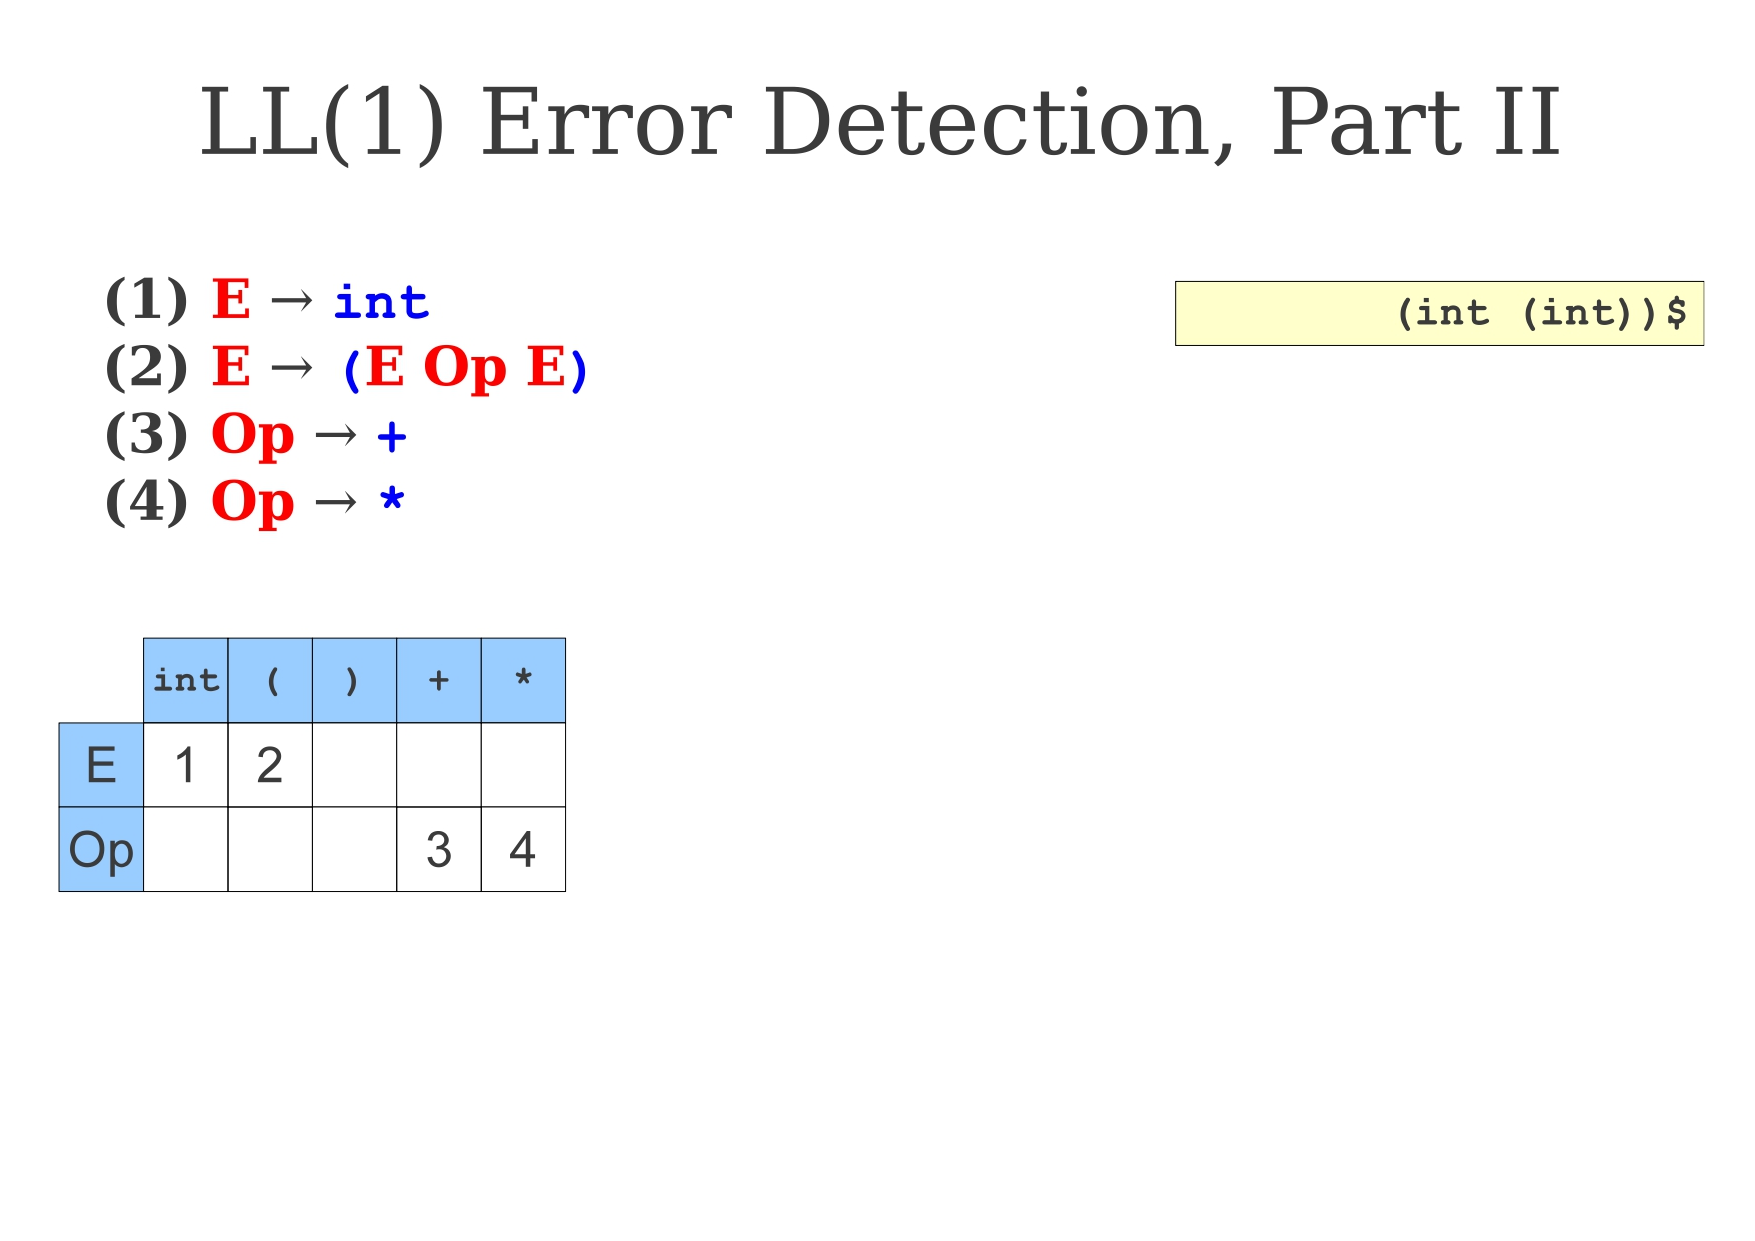 LL(1) Error Detection, Part II
(1) E → int
(2) E → (E Op E)
(3) Op → +
(4) Op → *
(int (int))$
int ( ) + *
E 1 2
Op 3 4